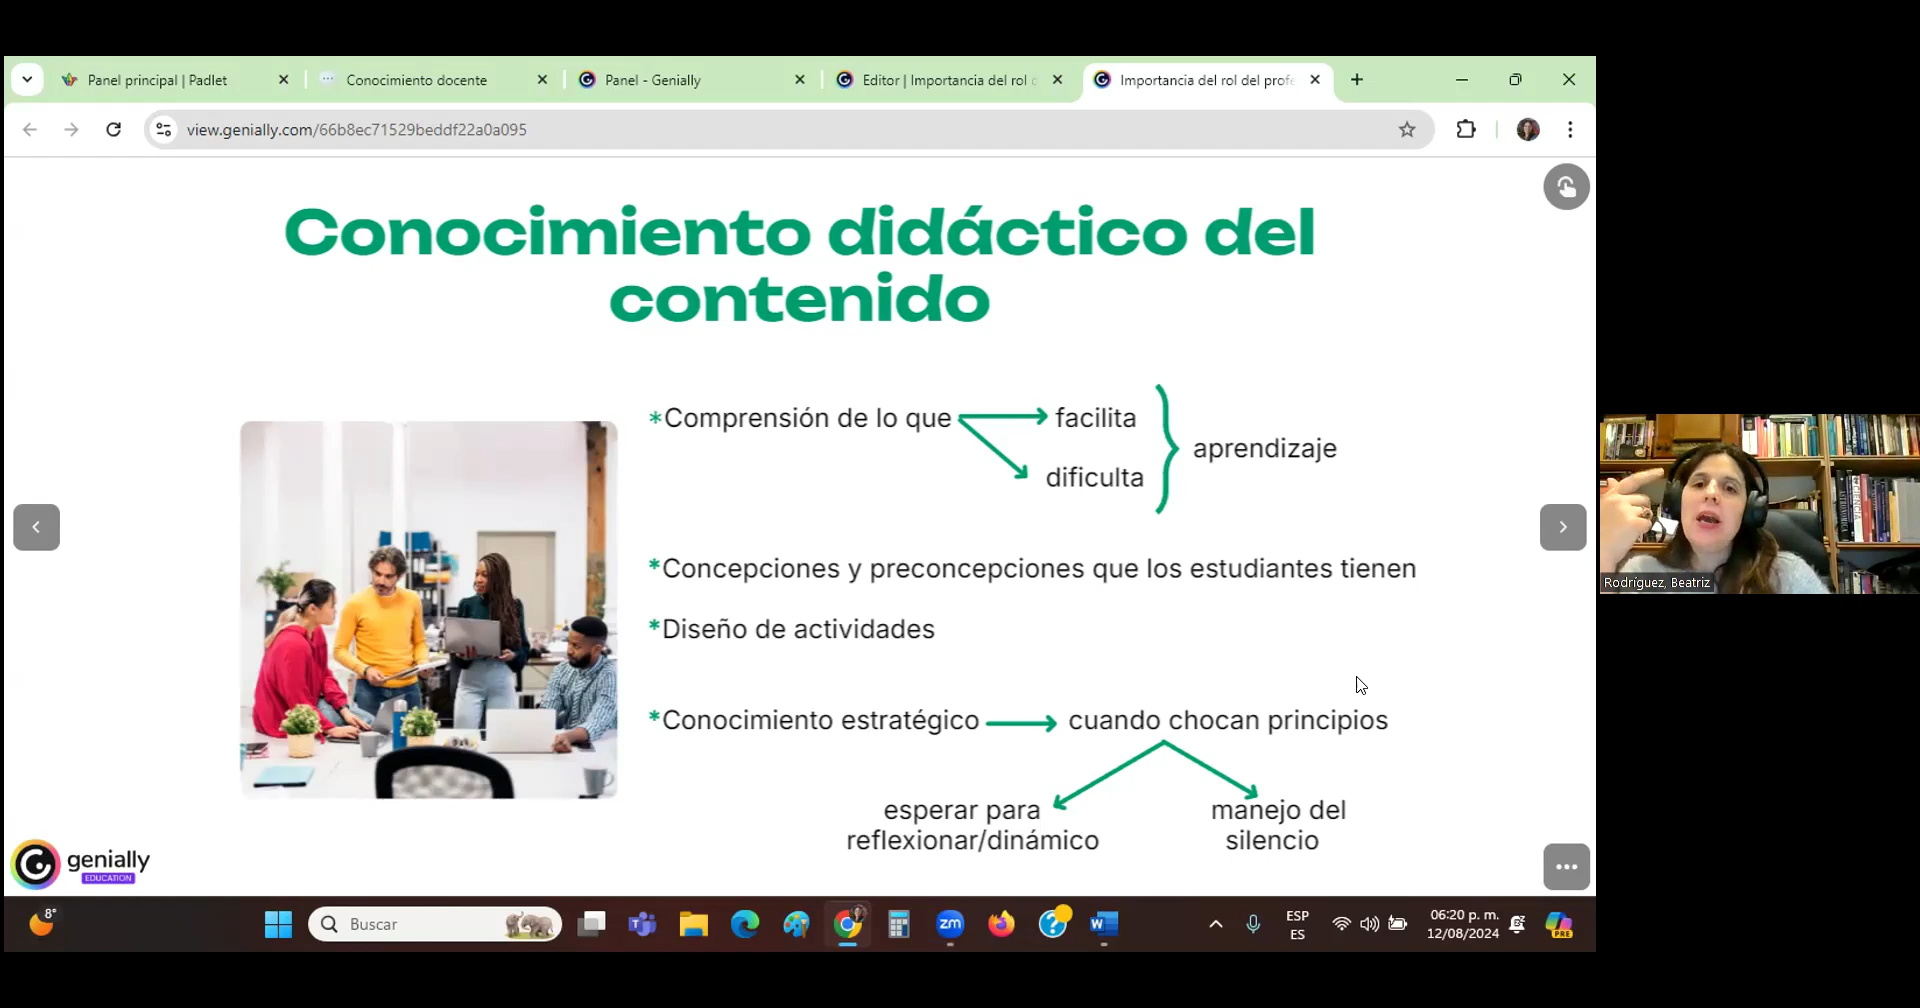 Panel principal | Padlet
Conocimiento docente
Panel - Genially
Editor | Importancia del rol
Importancia del rol del profe
view.genially.com/66b8ec71529beddf22a0a095
Conocimiento didáctico del
contenido
*Comprensión de lo que
facilita
dificulta
aprendizaje
*Concepciones y preconcepciones que los estudiantes tienen
*Diseño de actividades
*Conocimiento estratégico
cuando chocan principios
esperar para
reflexionar/dinámico
manejo del
silencio
genially
EDUCATION
Rodríguez, Beatriz
8°
Buscar
zm
W
ESP
ES
06:20 p. m.
12/08/2024
PRE